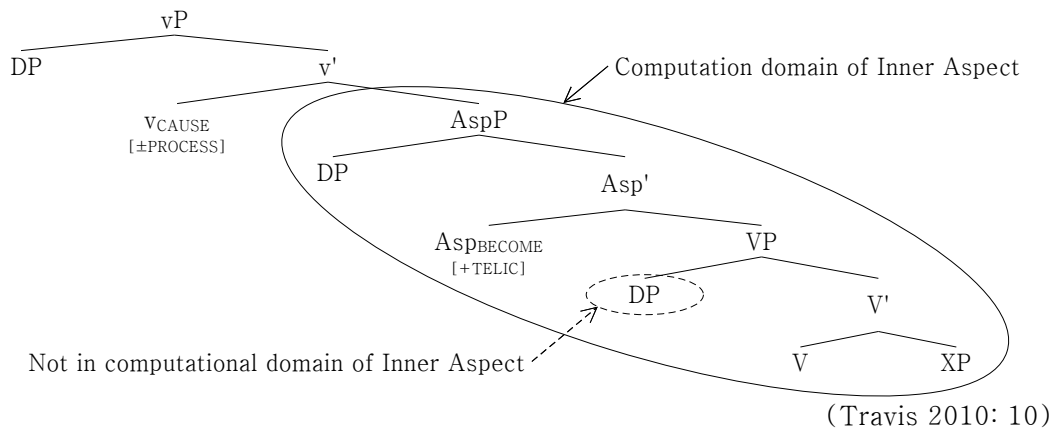 vP
DP
v'
Computation domain of Inner Aspect
vCAUSE
[±PROCESS]
AspP
DP
Asp'
AspBECOME
[+TELIC]
VP
DP
V'
Not in computational domain of Inner Aspect
V
XP
(Travis 2010: 10)